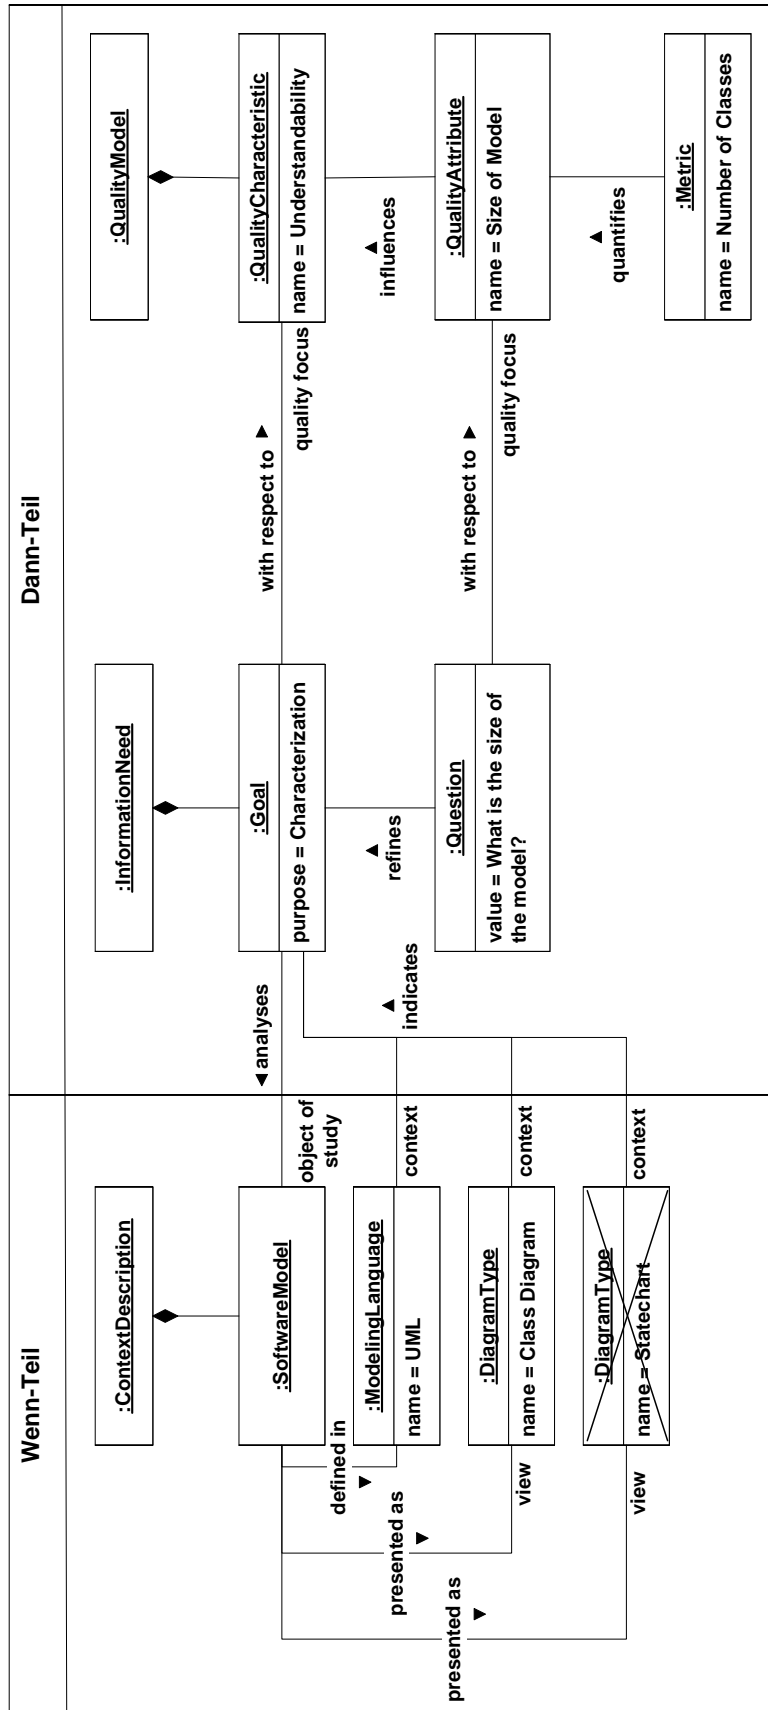 Wenn-Teil
Dann-Teil
:ContextDescription
:SoftwareModel
:ModelingLanguage
name = UML
:DiagramType
name = Class Diagram
:DiagramType
name = Statechart
defined in
presented as
presented as
view
view
object of
study
context
context
context
analyses
indicates
:InformationNeed
:Goal
purpose = Characterization
refines
:Question
value = What is the size of
the model?
with respect to
quality focus
with respect to
quality focus
:QualityModel
:QualityCharacteristic
name = Understandability
influences
:QualityAttribute
name = Size of Model
quantifies
:Metric
name = Number of Classes